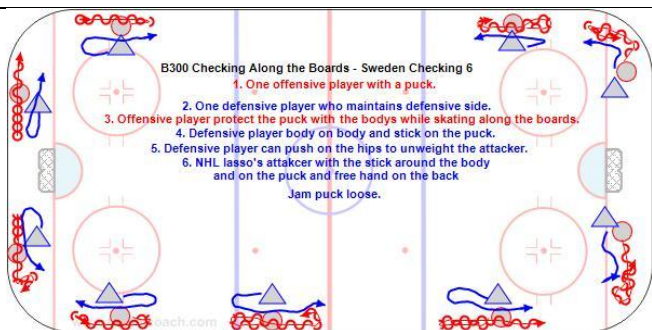 B300 Checking Along the Boards - Sweden Checking 6
1. One offensive player with a puck.
2. One defensive player who maintains defensive side.
3. Offensive player protect the puck with the bodys while skating along the boards.
4. Defensive player body on body and stick on the puck.
5. Defensive player can push on the hips to unweight the attacker.
6. NHL lasso's attakcer with the stick around the body
and on the puck and free hand on the back
Jam puck loose.
oach.com